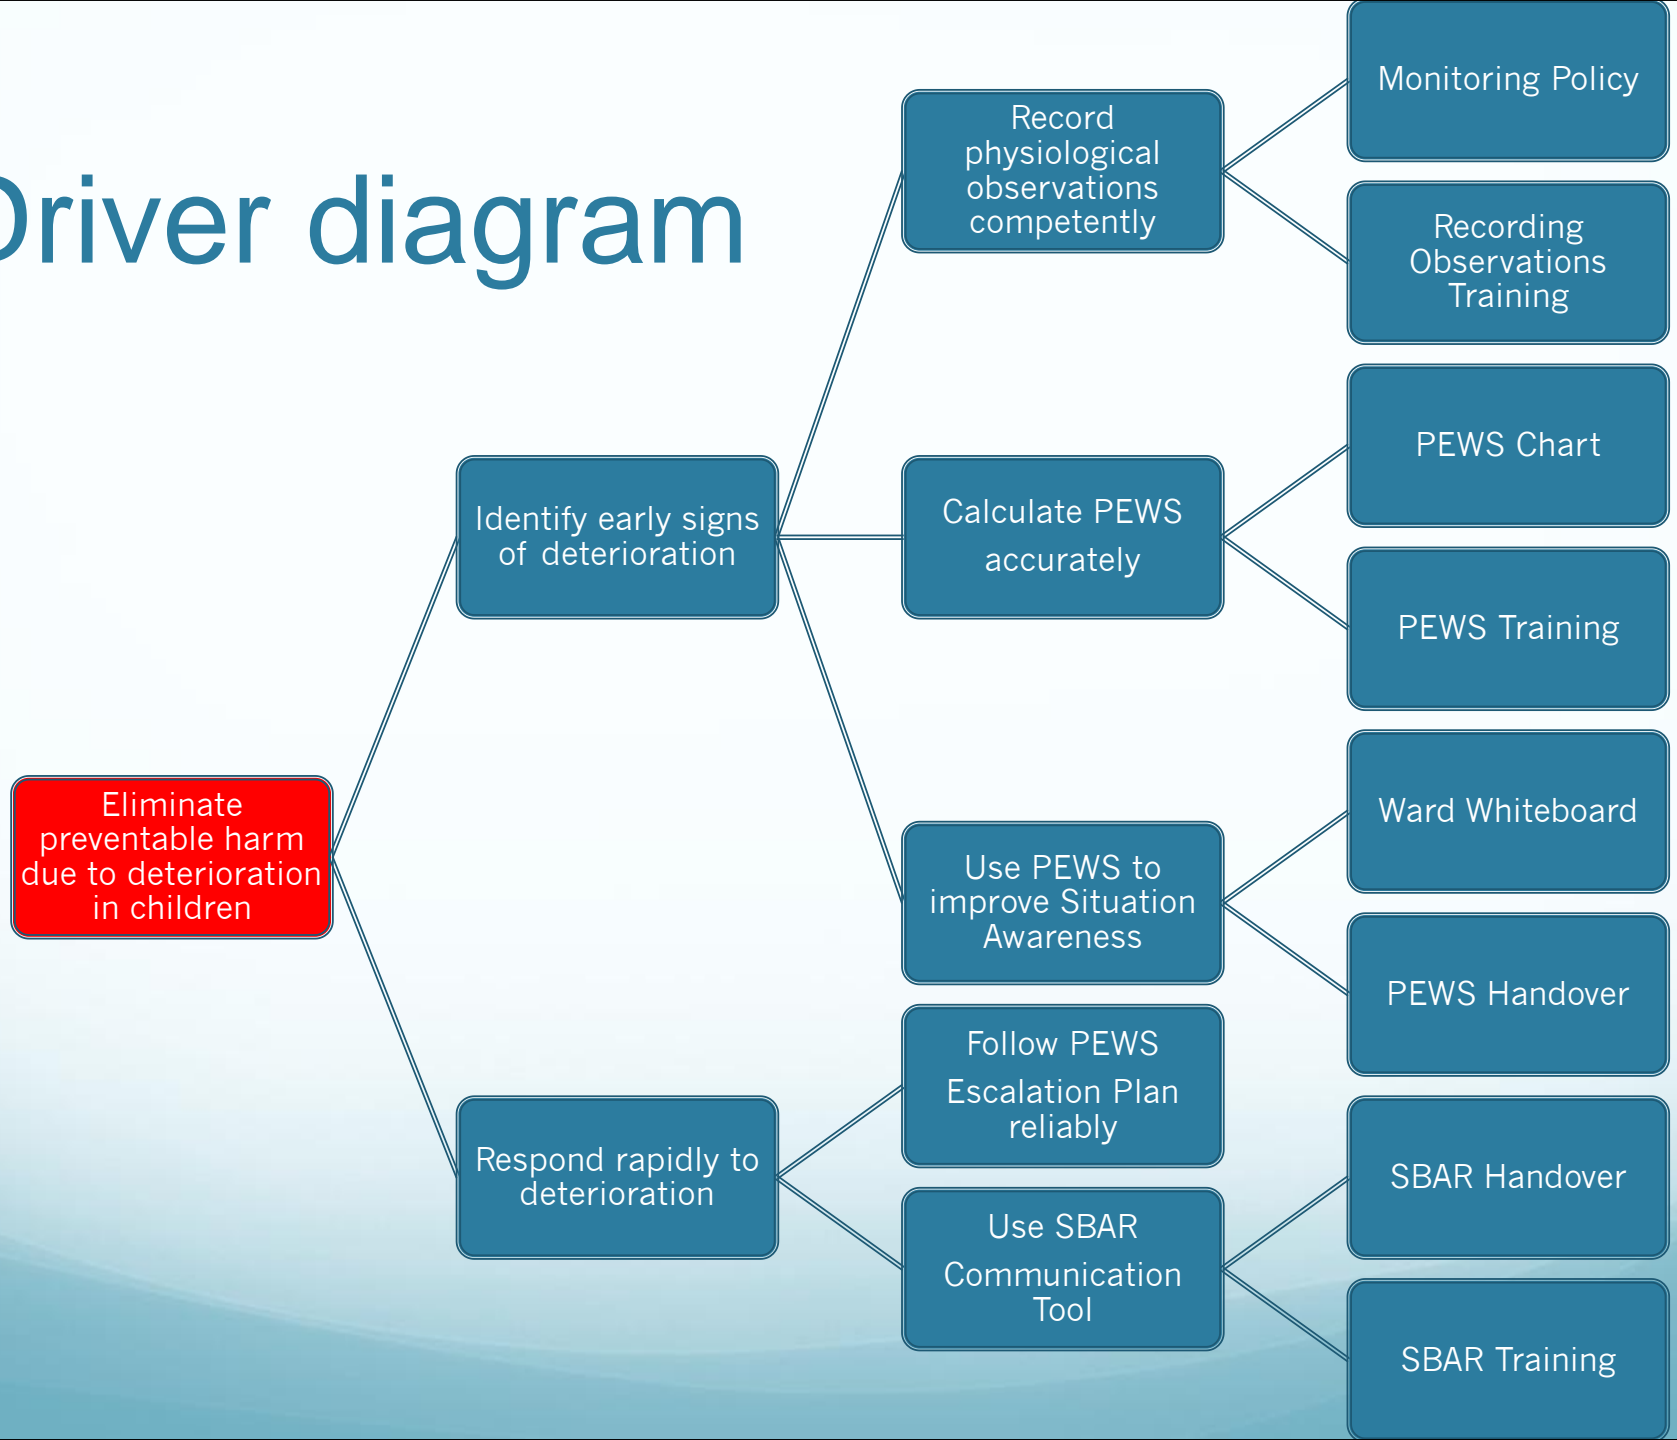 Driver diagram
Eliminate
preventable harm
due to deterioration
in children
Identify early signs
of deterioration
Respond rapidly to
deterioration
Record
physiological
observations
competently
Calculate PEWS
accurately
Use PEWS to
improve Situation
Awareness
Follow PEWS
Escalation Plan
reliably
Use SBAR
Communication
Tool
Monitoring Policy
Recording
Observations
Training
PEWS Chart
PEWS Training
Ward Whiteboard
PEWS Handover
SBAR Handover
SBAR Training